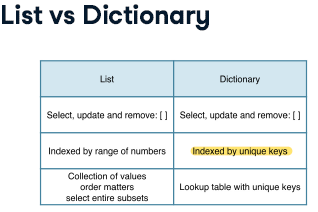 List vs Dictionary
List
Dictionary
Select, update and remove: [ ]
Select, update and remove: [ ]
Indexed by range of numbers
Indexed by unique keys
Collection of values
order matters
select entire subsets
Lookup table with unique keys